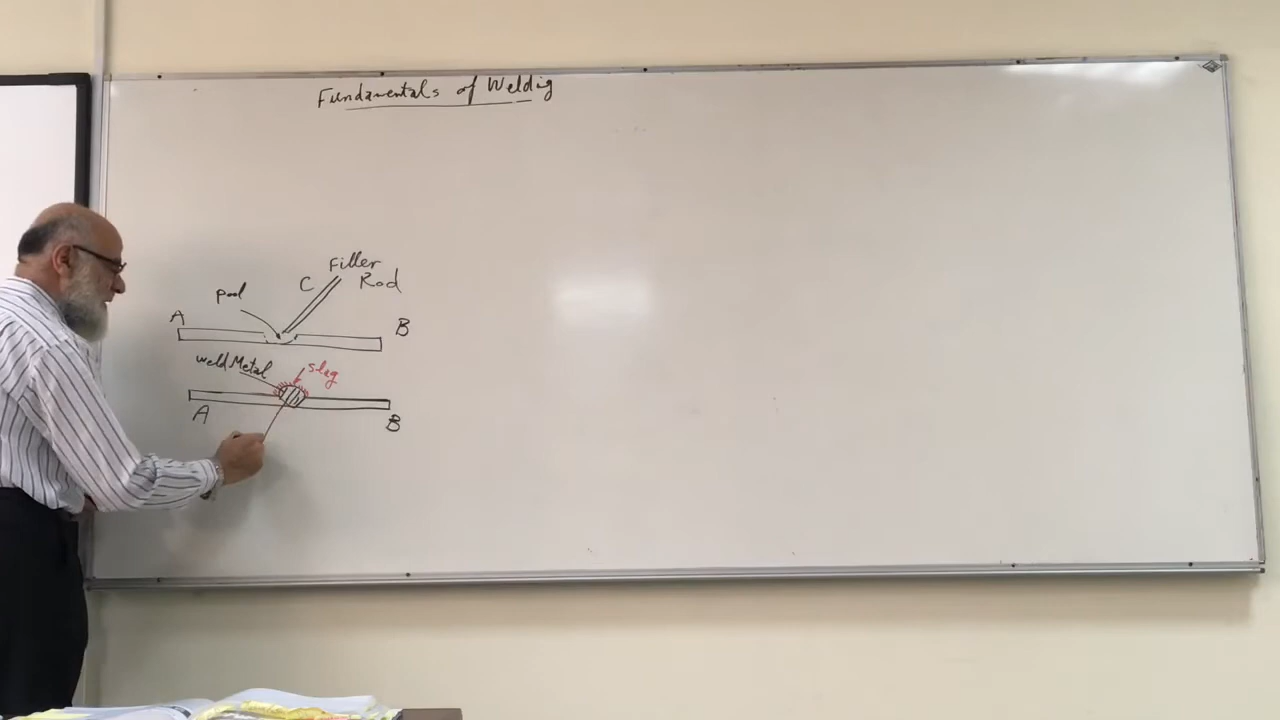 Fundamentals of Weldig
Filler
C Rod
Pool
A B
Weld Metal slag
A B